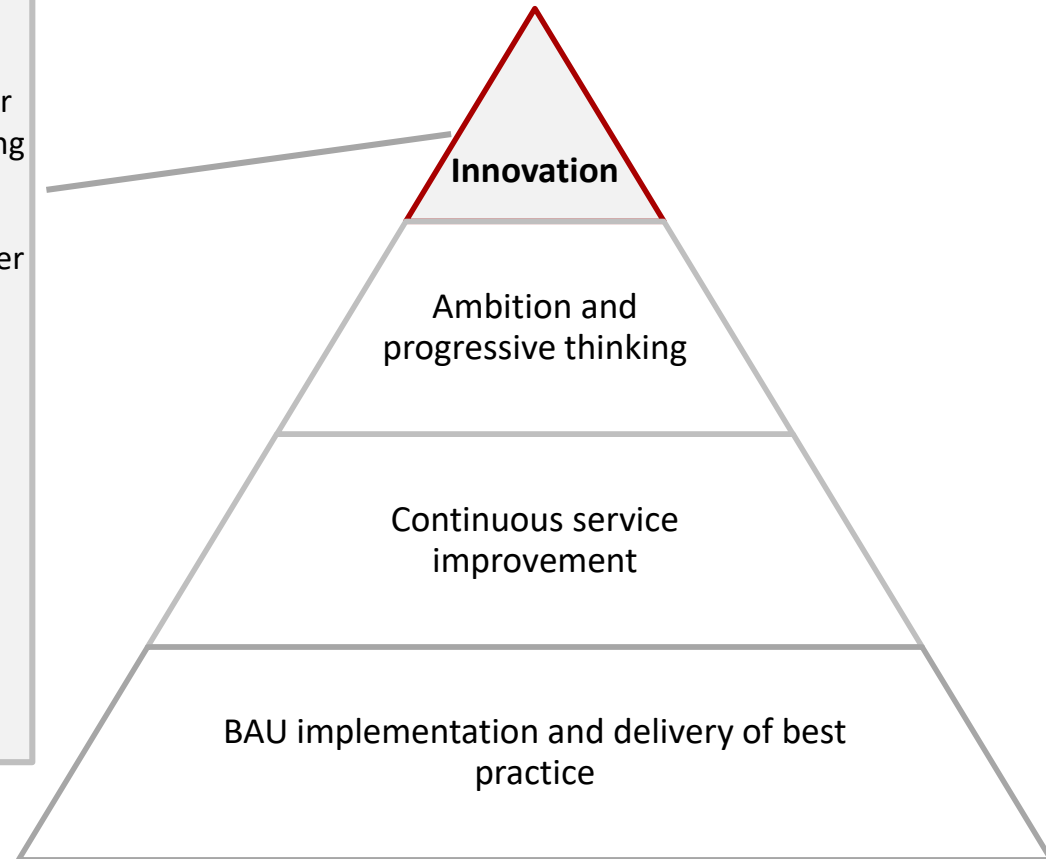 Innovation
Ambition and
progressive thinking
Continuous service
improvement
BAU implementation and delivery of best
practice